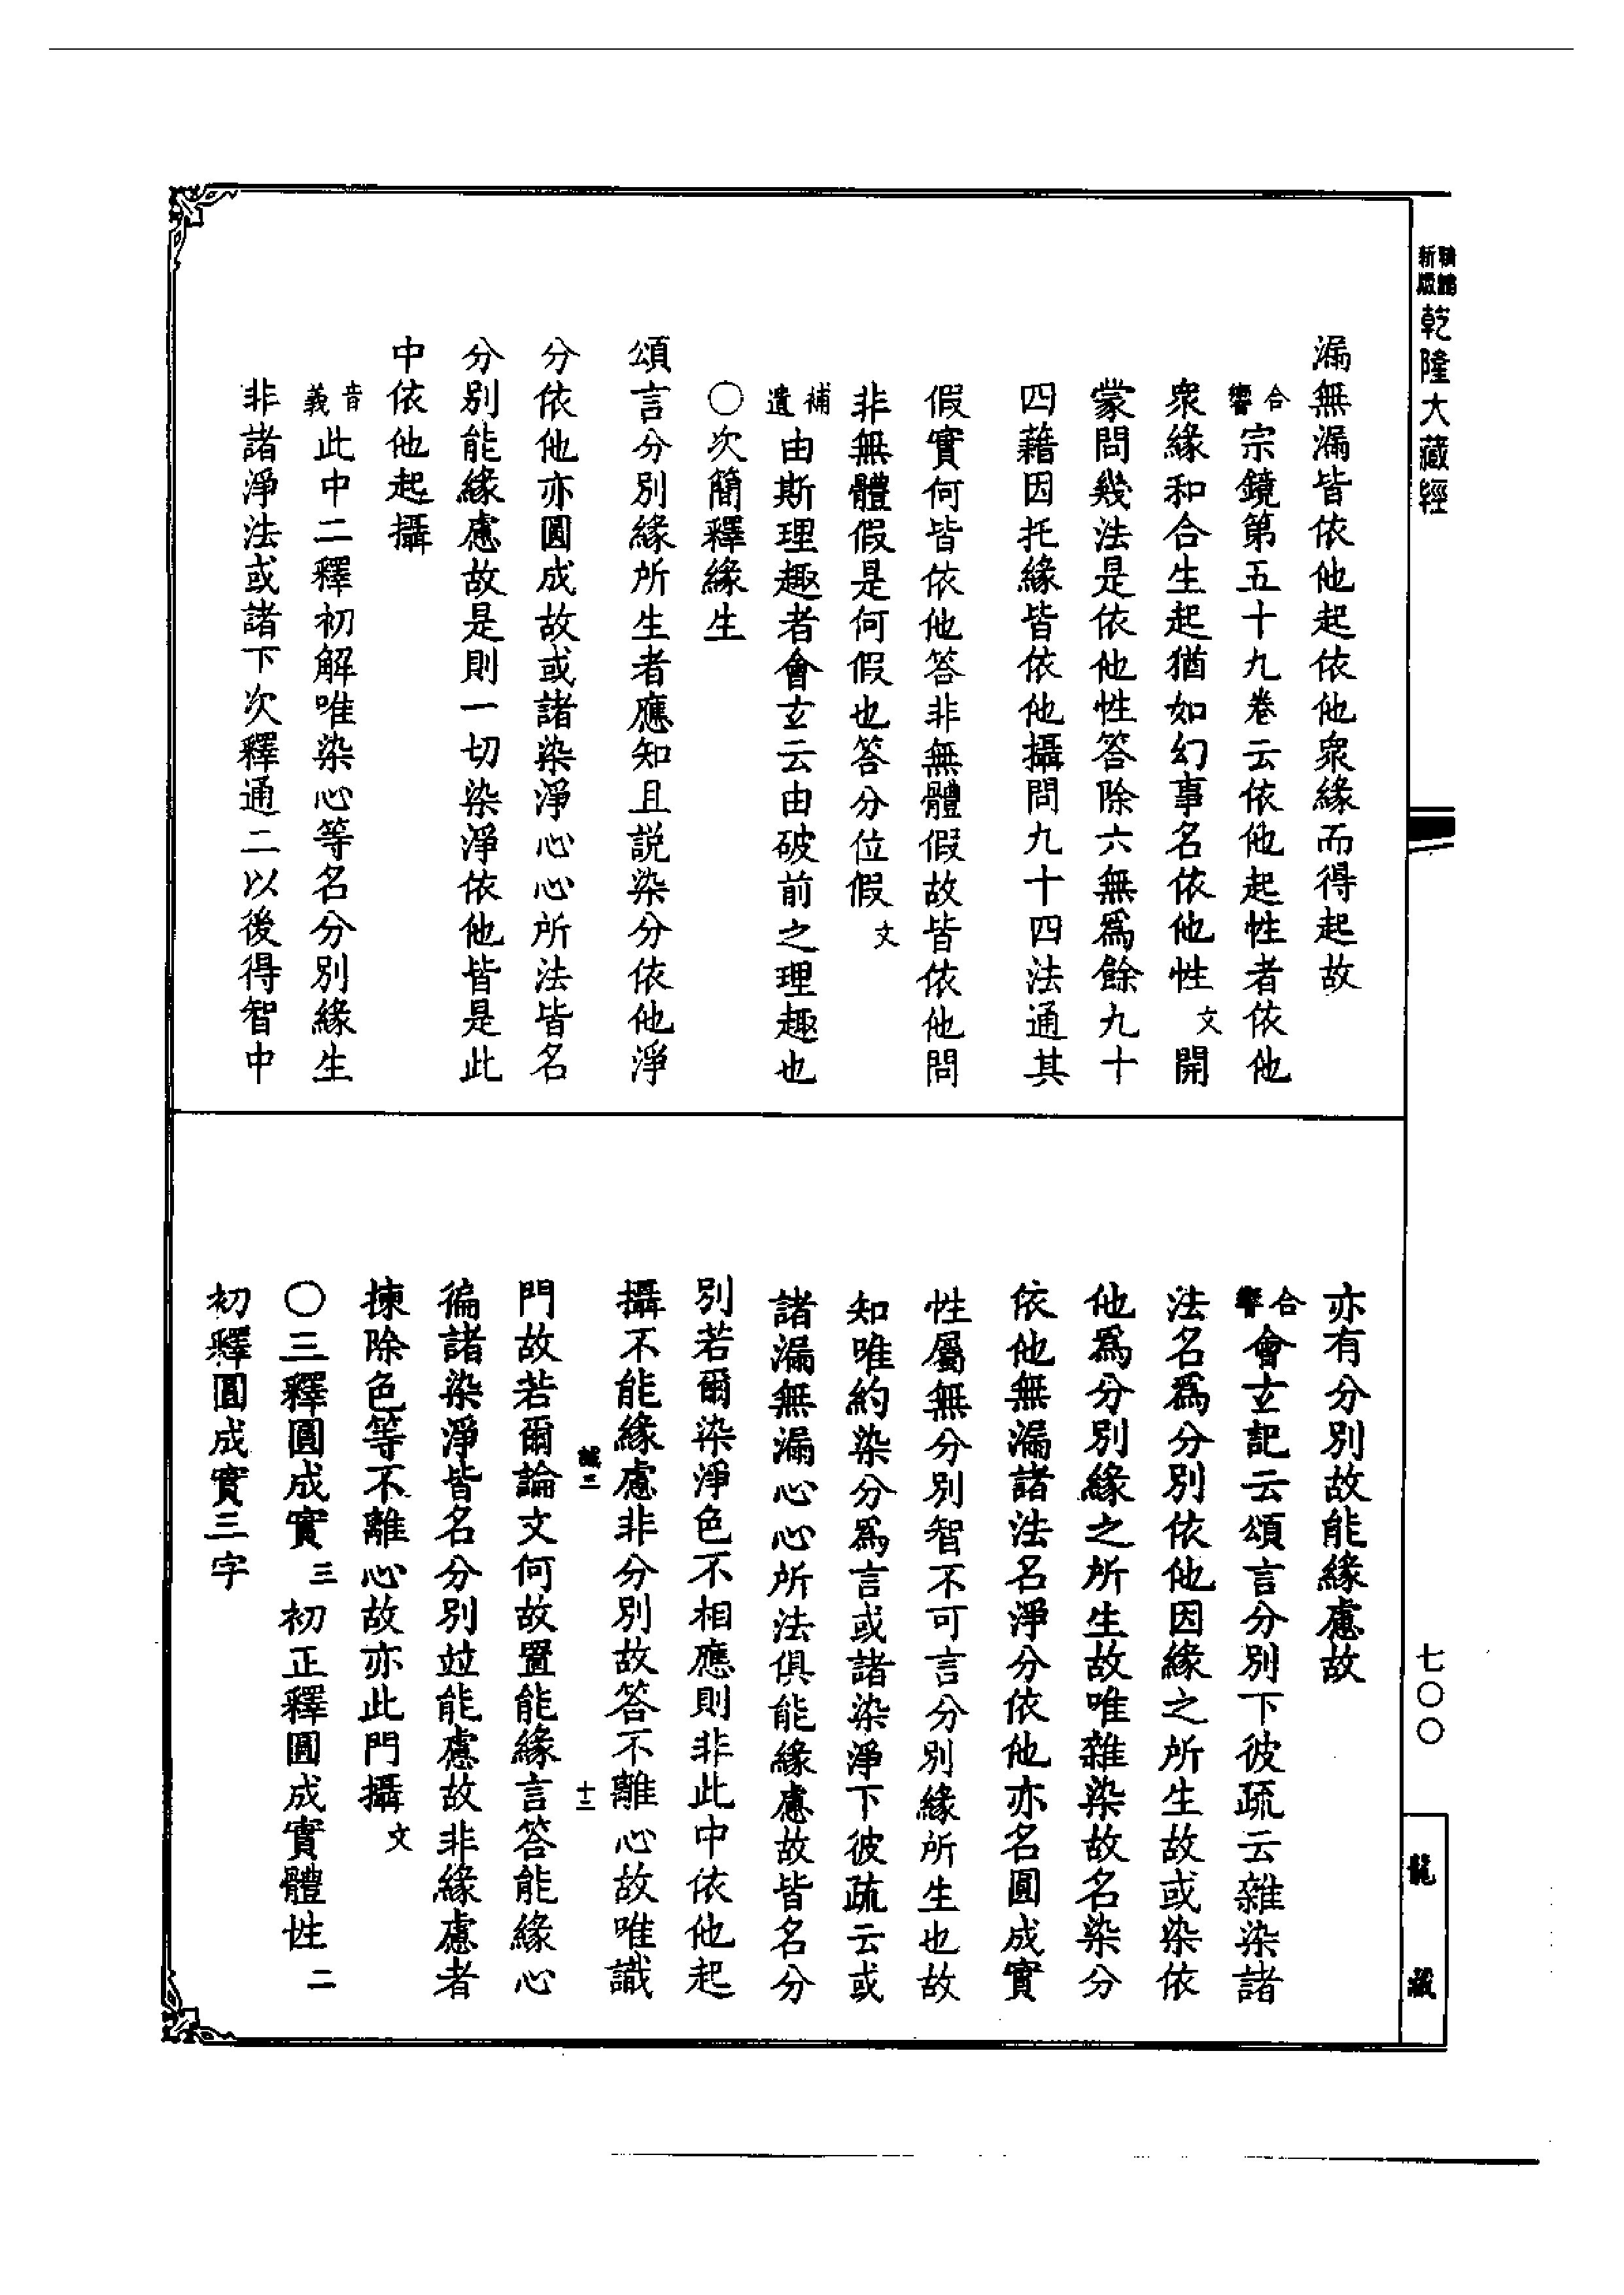 新編
縮版
乾隆大藏經
漏無漏皆依他起依他衆緣而得起故
合響宗鏡第五十九卷云依他起性者依他
衆緣和合生起猶如幻事名依他性文開
蒙問幾法是依他性答除六無爲餘九十
四藉因托緣皆依他攝問九十四法通其
假實何皆依他答非無體假故皆依他問
非無體假是何假也答分位假文
補遺由斯理趣者會玄云由破前之理趣也
〇次簡釋緣生
頌言分別緣所生者應知且説染分依他淨
分依他亦圓成故或諸染淨心心所法皆名
分別能緣慮故是則一切染淨依他皆是此
中依他起攝
音義此中二釋初解唯染心等名分別緣生
非諸淨法或諸下次釋通二以後得智中
亦有分別故能緣慮故
合響會玄記云頌言分別下彼疏云雜染諸
法名爲分別依他因緣之所生故或染依
他爲分別緣之所生故唯雜染故名染分
依他無漏諸法名淨分依他亦名圓成實
性屬無分別智不可言分別緣所生也故
知唯約染分爲言或諸染淨下彼疏云或
諸漏無漏心心所法俱能緣慮故皆名分
別若爾染淨色不相應則非此中依他起
攝不能緣慮非分別故答不離心故唯識
門故若爾論文何故置能緣言答能緣心
徧諸染淨皆名分別竝能慮故非緣慮者
揀除色等不離心故亦此門攝文
〇三釋圓成實三初正釋圓成實體性二
初釋圓成實三字
十二
七〇〇
龍藏